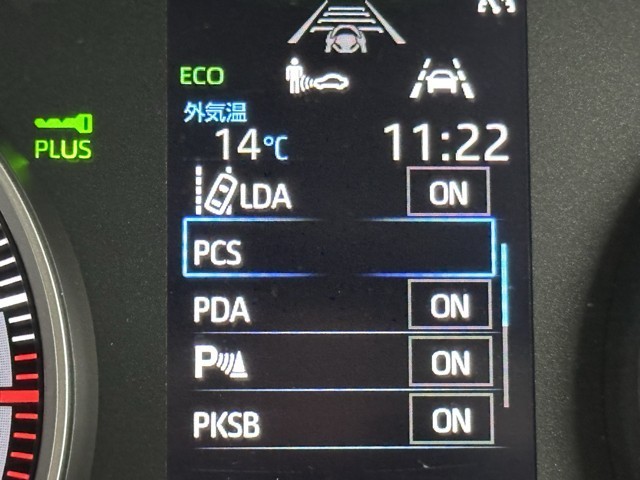 ECO
PLUS
外気温
14℃ 11:22
LDA ON
PCS
PDA ON
P ON
PKSB ON